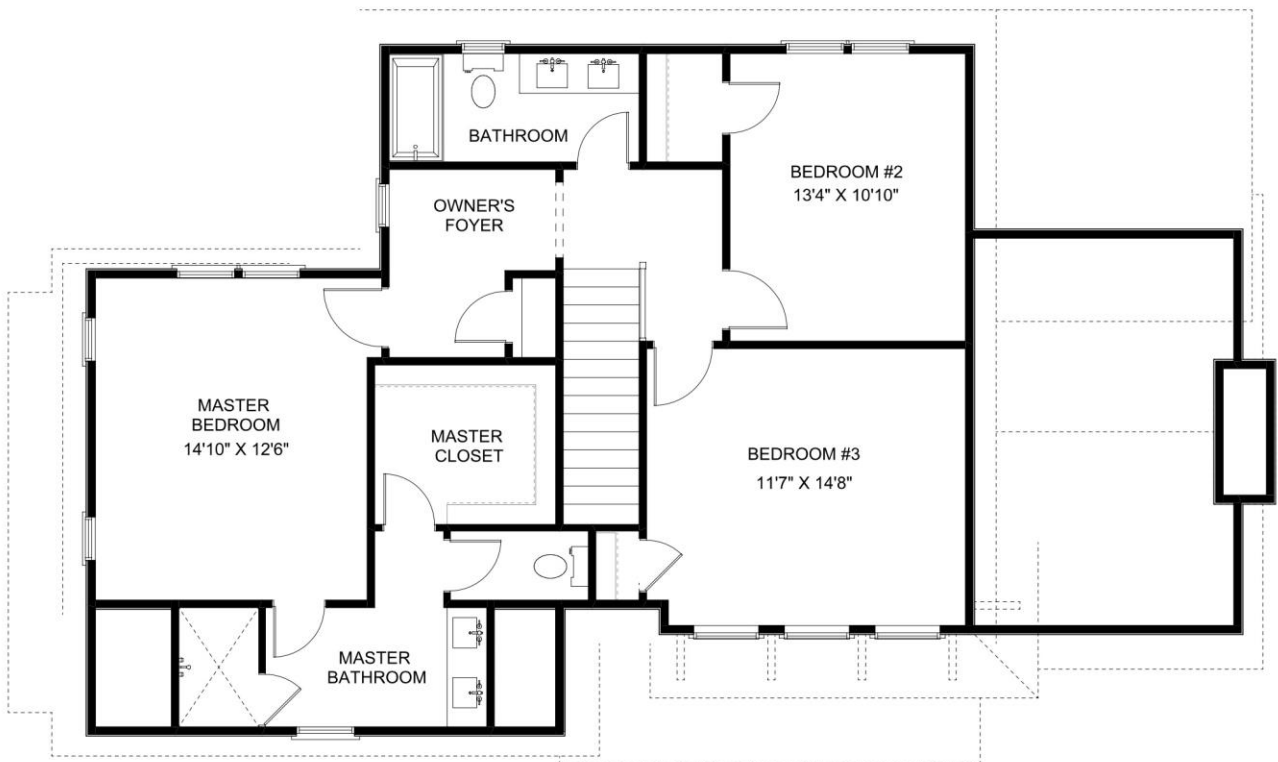 BATHROOM
BEDROOM #2
13'4" X 10'10"
OWNER'S
FOYER
MASTER
BEDROOM
14'10" X 12'6"
MASTER
CLOSET
BEDROOM #3
11'7" X 14'8"
MASTER
BATHROOM